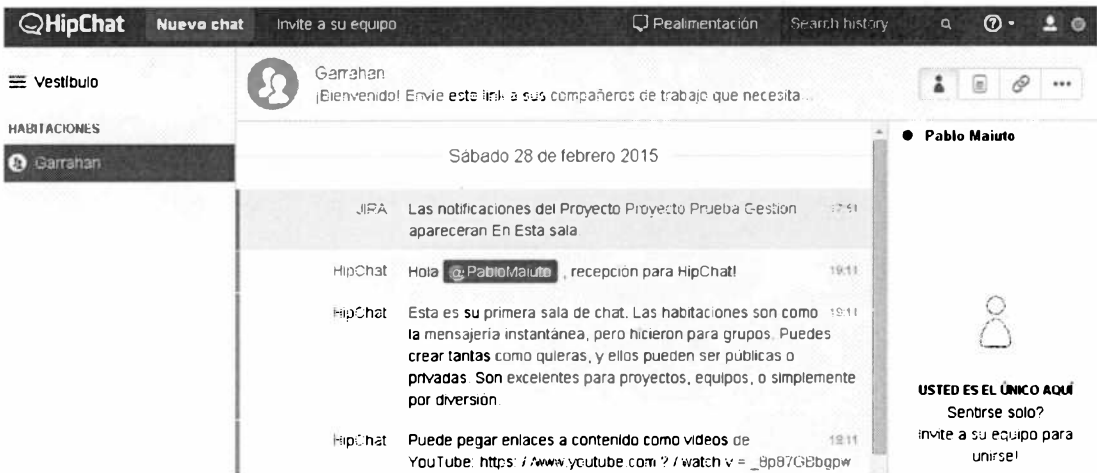 HipChat Nuevo chat Invite a su equipo Pealimentación Search history
Vestíbulo
HABITACIONES
Garrahan
Garrahan
¡Bienvenido! Envíe este link a sus compañeros de trabajo que necesita...
Sábado 28 de febrero 2015
JIRA Las notificaciones del Proyecto Proyecto Prueba Gestion
apareceran En Esta sala.
HipChat Hola @PabloMaiuto , recepción para HipChat! 19:11
HipChat Esta es su primera sala de chat. Las habitaciones son como 19:11
la mensajería instantánea, pero hicieron para grupos. Puedes
crear tantas como quieras, y ellos pueden ser públicas o
privadas. Son excelentes para proyectos, equipos, o simplemente
por diversión.
HipChat Puede pegar enlaces a contenido como videos de 19:11
YouTube: https: / /www.youtube.com ? / watch v =
Pablo Maiuto
USTED ES EL ÚNICO AQUÍ
Sentirse solo?
Invite a su equipo para
unirse!